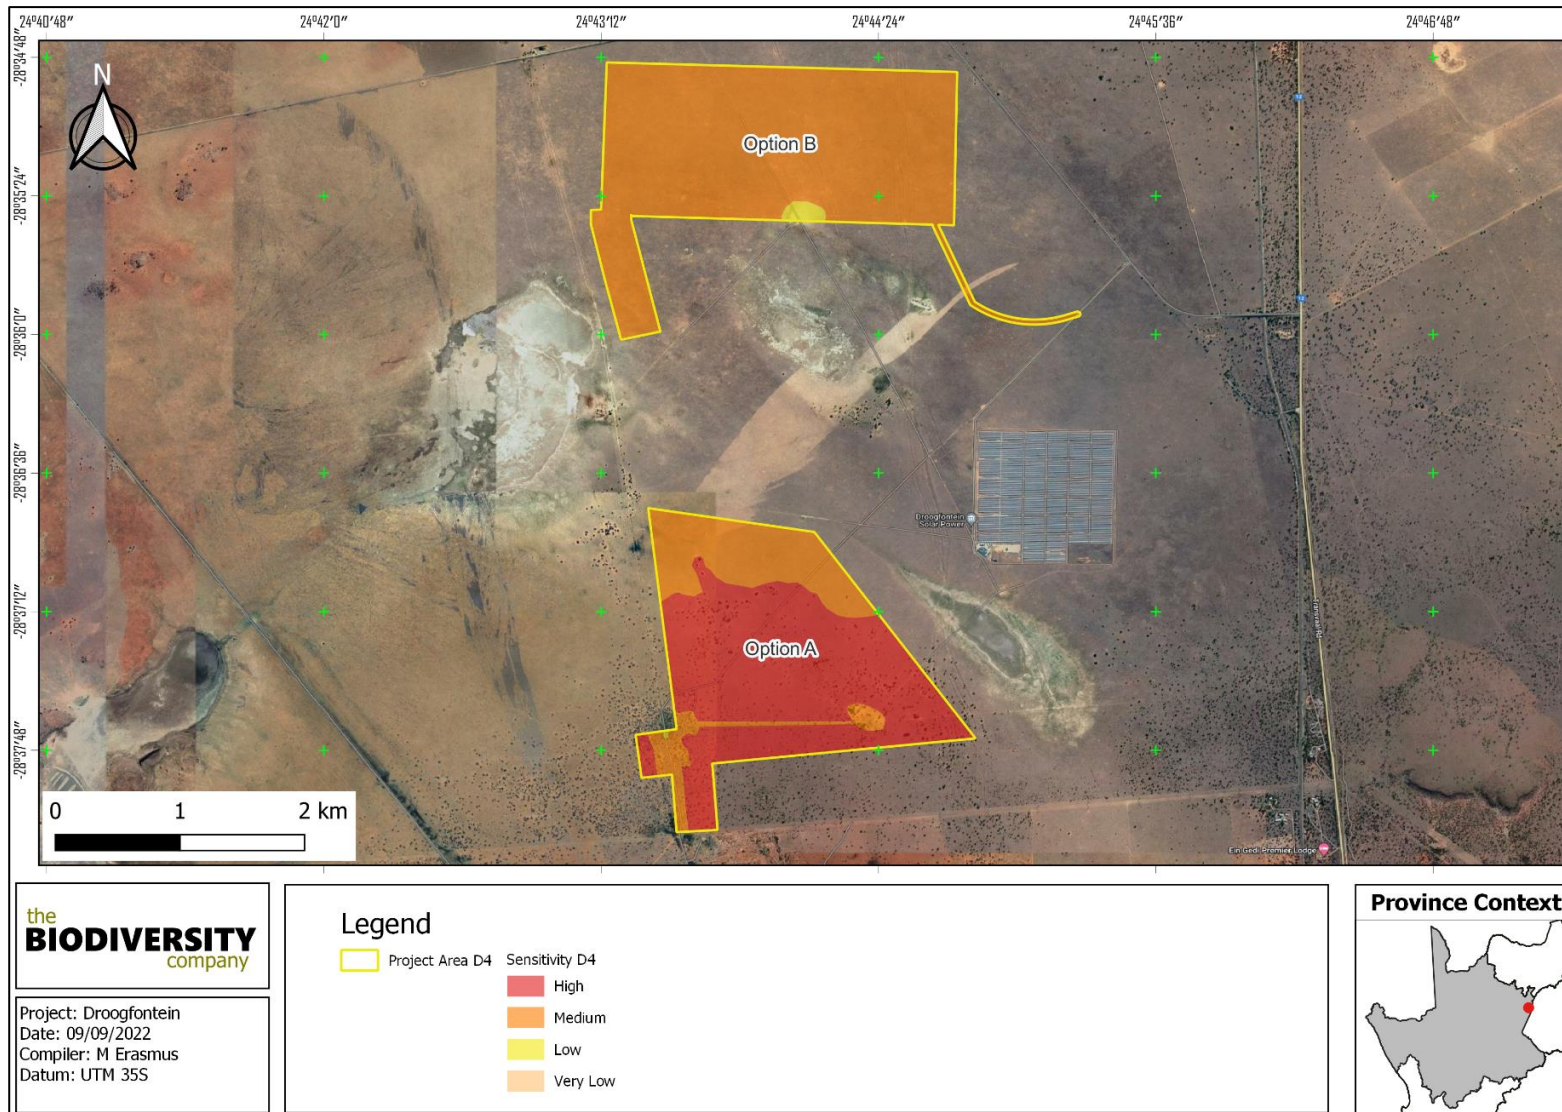 24°40'48"
24°42'0"
24°43'12"
24°44'24"
24°45'36"
24°46'48"
-28°34'48"
-28°35'24"
-28°36'0"
-28°36'36"
-28°37'12"
-28°37'48"
N
Option B
Droogfontein
Solar Power
Option A
Transvaal Rd
Ein Gedi Premier Lodge
0 1 2 km
the
BIODIVERSITY
company
Project: Droogfontein
Date: 09/09/2022
Compiler: M Erasmus
Datum: UTM 35S
Legend
Project Area D4
Sensitivity D4
High
Medium
Low
Very Low
Province Context